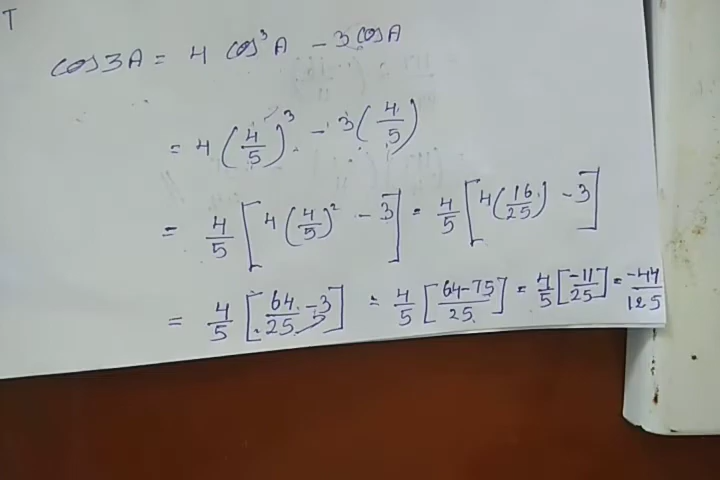 T
cos3A = 4 cos³A - 3cosA
= 4(4/5)³ - 3(4/5)
= 4/5 [4(4/5)² - 3] = 4/5 [4(16/25) - 3]
= 4/5 [64/25 - 3] = 4/5 [64-75/25] = 4/5 [-11/25] = -44/125